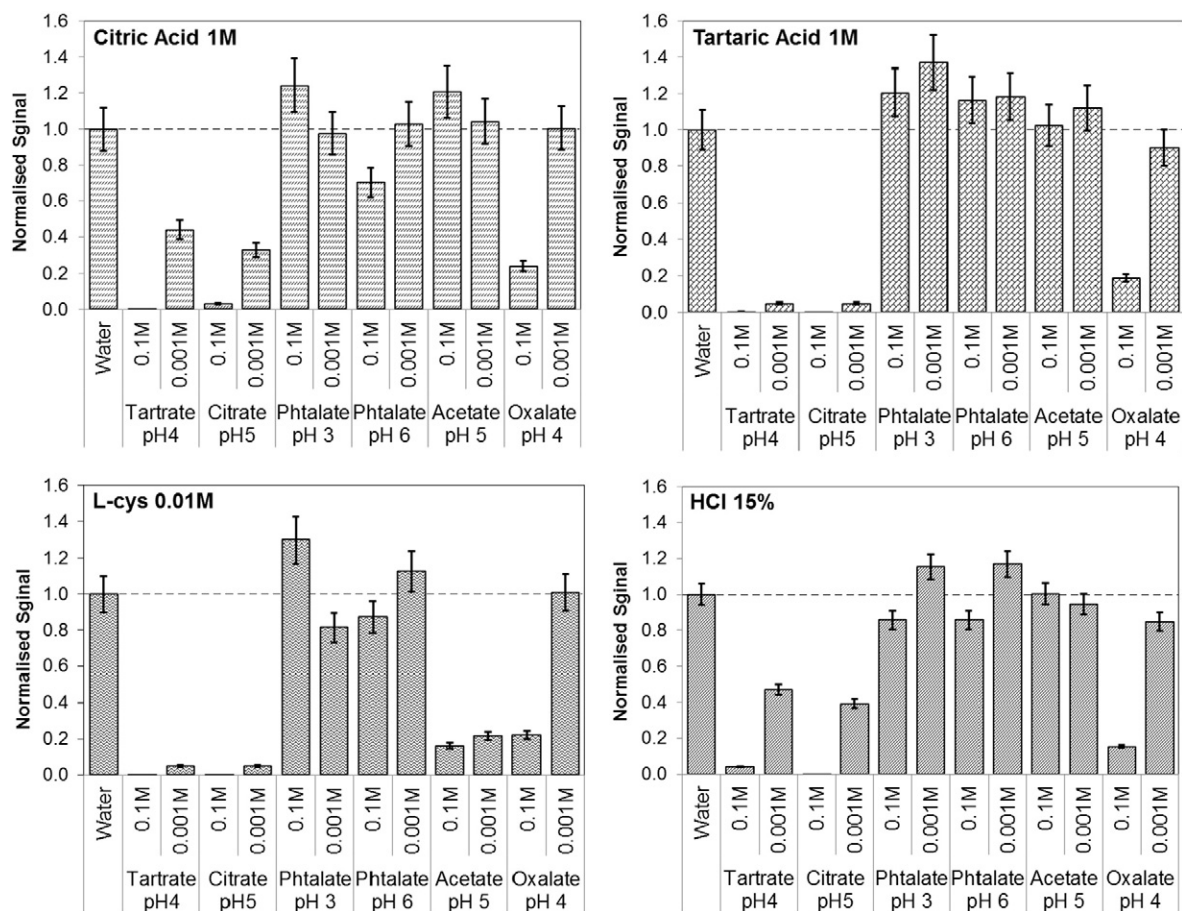 Citric Acid 1M
Normalised Sginal
1.6
1.4
1.2
1.0
0.8
0.6
0.4
0.2
0.0
Water 0.1M 0.001M 0.1M 0.001M 0.1M 0.001M 0.1M 0.001M 0.1M 0.001M 0.1M 0.001M
Tartrate Citrate Phtalate Phtalate Acetate Oxalate
pH4 pH5 pH 3 pH 6 pH 5 pH 4
Tartaric Acid 1M
Normalised Sginal
1.6
1.4
1.2
1.0
0.8
0.6
0.4
0.2
0.0
Water 0.1M 0.001M 0.1M 0.001M 0.1M 0.001M 0.1M 0.001M 0.1M 0.001M 0.1M 0.001M
Tartrate Citrate Phtalate Phtalate Acetate Oxalate
pH4 pH5 pH 3 pH 6 pH 5 pH 4
L-cys 0.01M
Normalised Sginal
1.6
1.4
1.2
1.0
0.8
0.6
0.4
0.2
0.0
Water 0.1M 0.001M 0.1M 0.001M 0.1M 0.001M 0.1M 0.001M 0.1M 0.001M 0.1M 0.001M
Tartrate Citrate Phtalate Phtalate Acetate Oxalate
pH4 pH5 pH 3 pH 6 pH 5 pH 4
HCl 15%
Normalised Sginal
1.6
1.4
1.2
1.0
0.8
0.6
0.4
0.2
0.0
Water 0.1M 0.001M 0.1M 0.001M 0.1M 0.001M 0.1M 0.001M 0.1M 0.001M 0.1M 0.001M
Tartrate Citrate Phtalate Phtalate Acetate Oxalate
pH4 pH5 pH 3 pH 6 pH 5 pH 4